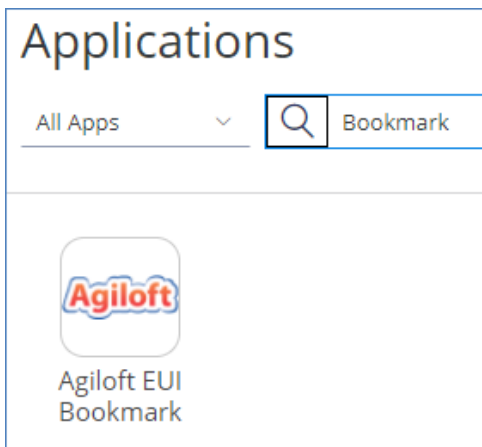 Applications
All Apps
Bookmark
Agiloft
Agiloft EUI
Bookmark